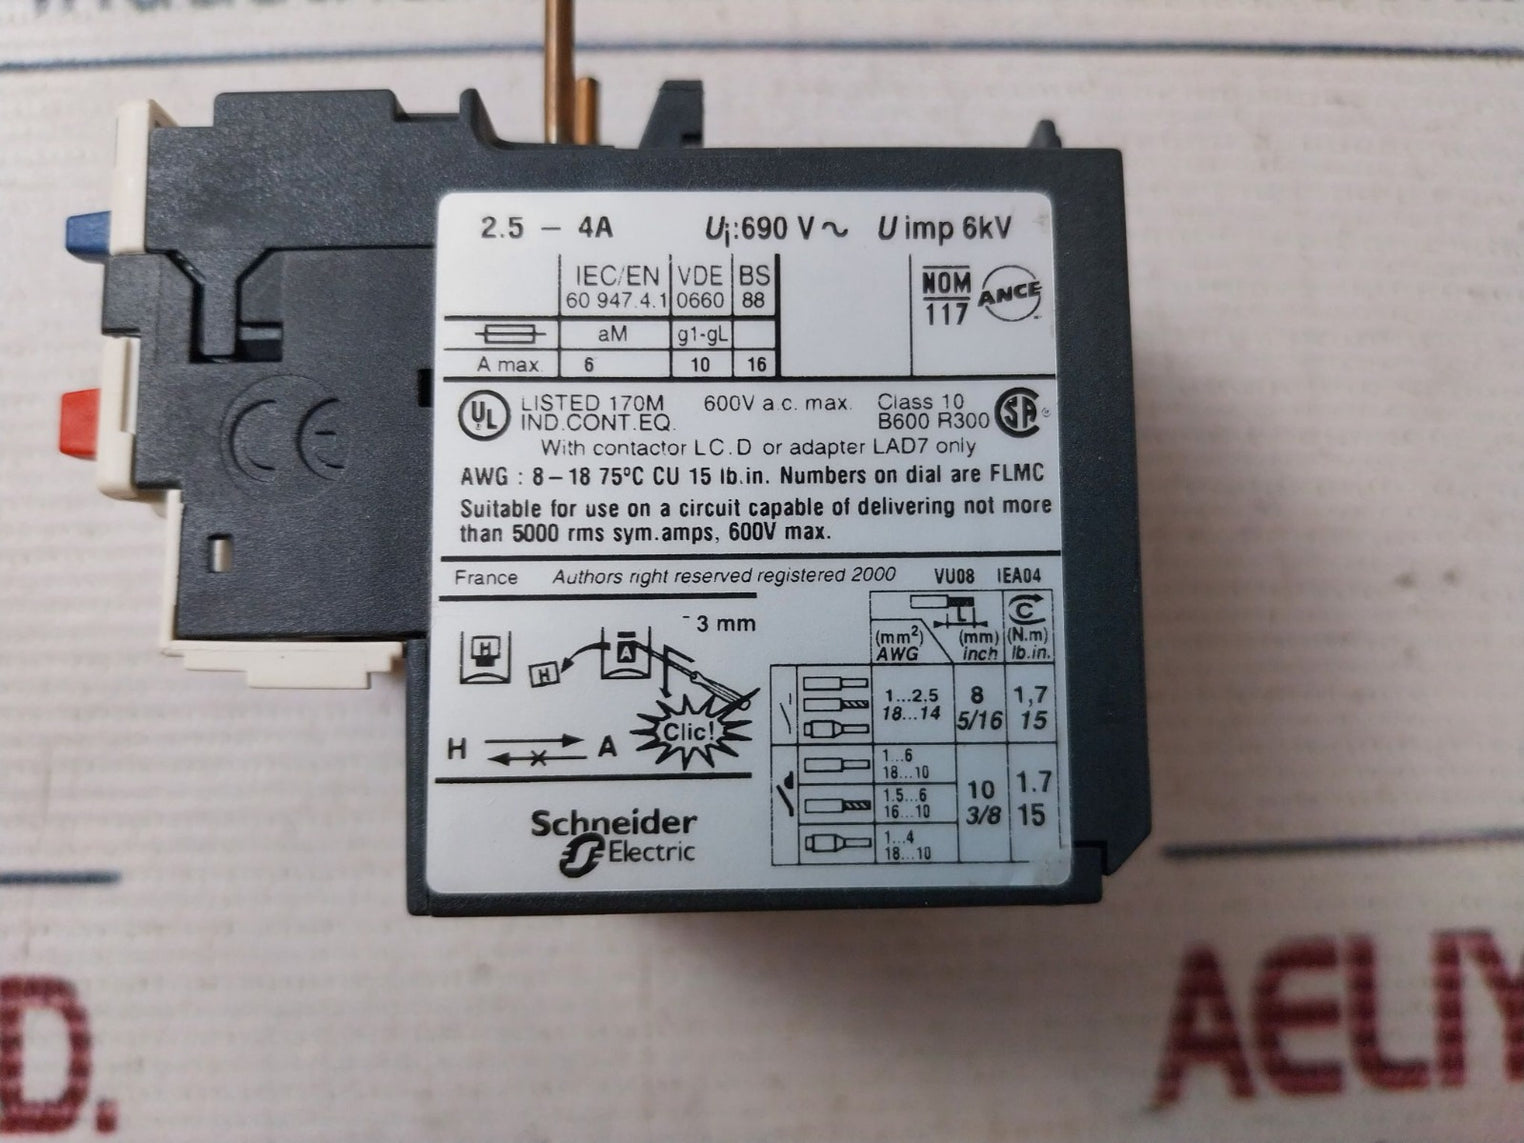 2.5 – 4A Ui:690 V ~ U imp 6kV
IEC/EN VDE BS
60 947.4.1 0660 88
aM g1-gL
A max. 6 10 16
NOM
117
ANCE
UL LISTED 170M 600V a.c. max. Class 10
IND.CONT.EQ. B600 R300
SA ®
With contactor LC.D or adapter LAD7 only
AWG : 8–18 75°C CU 15 lb.in. Numbers on dial are FLMC
Suitable for use on a circuit capable of delivering not more
than 5000 rms sym.amps, 600V max.
France Authors right reserved registered 2000 VU08 IEA04
3 mm
H H A
Clic!
H A
L C
(mm²) (mm) (N.m)
AWG inch lb.in.
1...2.5 8 1,7
18...14 5/16 15
1...6
18...10
1.5...6 10 1.7
16...10 3/8 15
1...4
18...10
Schneider
Electric
CE
D.
AELIY